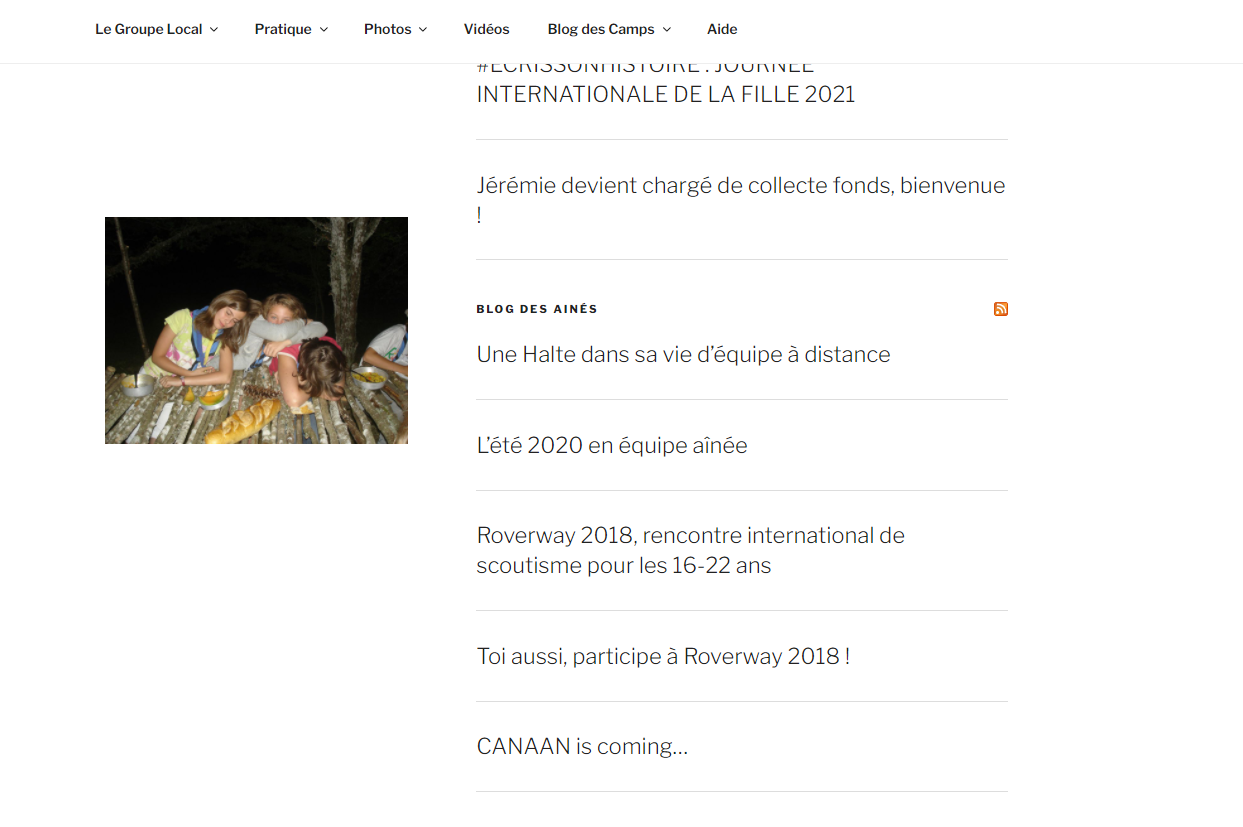 Le Groupe Local Pratique Photos Vidéos Blog des Camps Aide
#ECRISSONHISTOIRE : JOURNÉE
INTERNATIONALE DE LA FILLE 2021
Jérémie devient chargé de collecte fonds, bienvenue
!
BLOG DES AINÉS
Une Halte dans sa vie d’équipe à distance
L’été 2020 en équipe aînée
Roverway 2018, rencontre international de
scoutisme pour les 16-22 ans
Toi aussi, participe à Roverway 2018 !
CANAAN is coming…